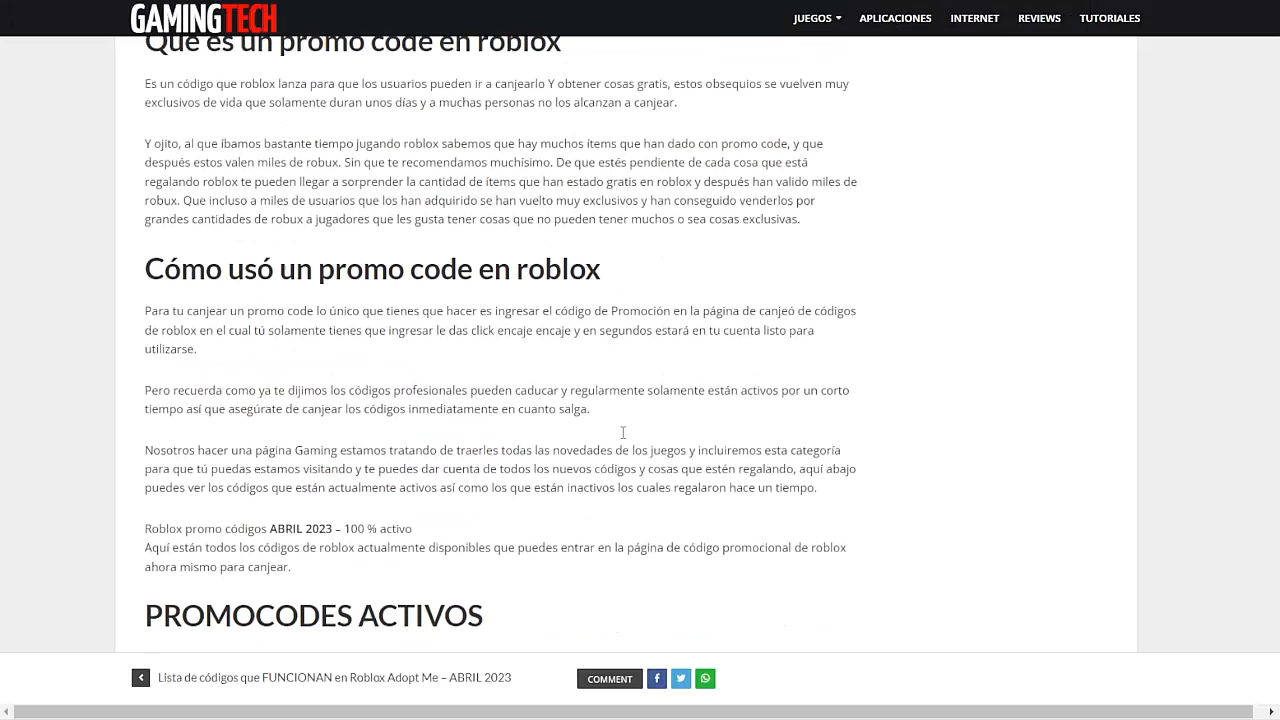 GAMINGTECH
JUEGOS
APLICACIONES
INTERNET
REVIEWS
TUTORIALES
Qué es un promo code en roblox
Es un código que roblox lanza para que los usuarios pueden ir a canjearlo Y obtener cosas gratis, estos obsequios se vuelven muy
exclusivos de vida que solamente duran unos días y a muchas personas no los alcanzan a canjear.
Y ojito, al que íbamos bastante tiempo jugando roblox sabemos que hay muchos ítems que han dado con promo code, y que
después estos valen miles de robux. Sin que te recomendamos muchísimo. De que estés pendiente de cada cosa que está
regalando roblox te pueden llegar a sorprender la cantidad de ítems que han estado gratis en roblox y después han valido miles de
robux. Que incluso a miles de usuarios que los han adquirido se han vuelto muy exclusivos y han conseguido venderlos por
grandes cantidades de robux a jugadores que les gusta tener cosas que no pueden tener muchos o sea cosas exclusivas.
Cómo usó un promo code en roblox
Para tu canjear un promo code lo único que tienes que hacer es ingresar el código de Promoción en la página de canjeó de códigos
de roblox en el cual tú solamente tienes que ingresar le das click encaje encaje y en segundos estará en tu cuenta listo para
utilizarse.
Pero recuerda como ya te dijimos los códigos profesionales pueden caducar y regularmente solamente están activos por un corto
tiempo así que asegúrate de canjear los códigos inmediatamente en cuanto salga.
Nosotros hacer una página Gaming estamos tratando de traerles todas las novedades de los juegos y incluiremos esta categoría
para que tú puedas estamos visitando y te puedes dar cuenta de todos los nuevos códigos y cosas que estén regalando, aquí abajo
puedes ver los códigos que están actualmente activos así como los que están inactivos los cuales regalaron hace un tiempo.
Roblox promo códigos ABRIL 2023 – 100 % activo
Aquí están todos los códigos de roblox actualmente disponibles que puedes entrar en la página de código promocional de roblox
ahora mismo para canjear.
PROMOCODES ACTIVOS
Lista de códigos que FUNCIONAN en Roblox Adopt Me – ABRIL 2023
COMMENT